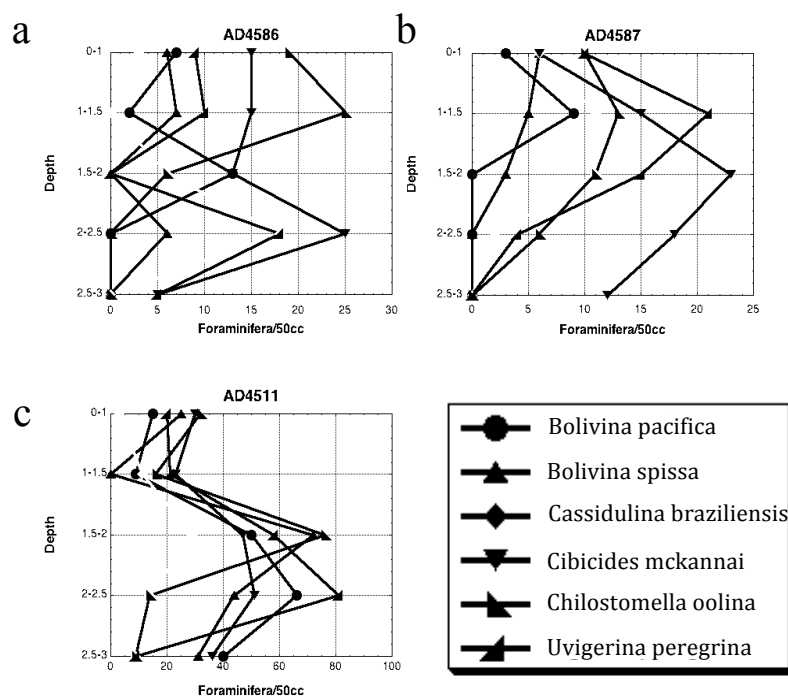 a
AD4586
0-1
1-1.5
1.5-2
2-2.5
2.5-3
Depth
0 5 10 15 20 25 30
Foraminifera/50cc
b
AD4587
0-1
1-1.5
1.5-2
2-2.5
2.5-3
Depth
0 5 10 15 20 25
Foraminifera/50cc
c
AD4511
0-1
1-1.5
1.5-2
2-2.5
2.5-3
Depth
0 20 40 60 80 100
Foraminifera/50cc
Bolivina pacifica
Bolivina spissa
Cassidulina braziliensis
Cibicides mckannai
Chilostomella oolina
Uvigerina peregrina